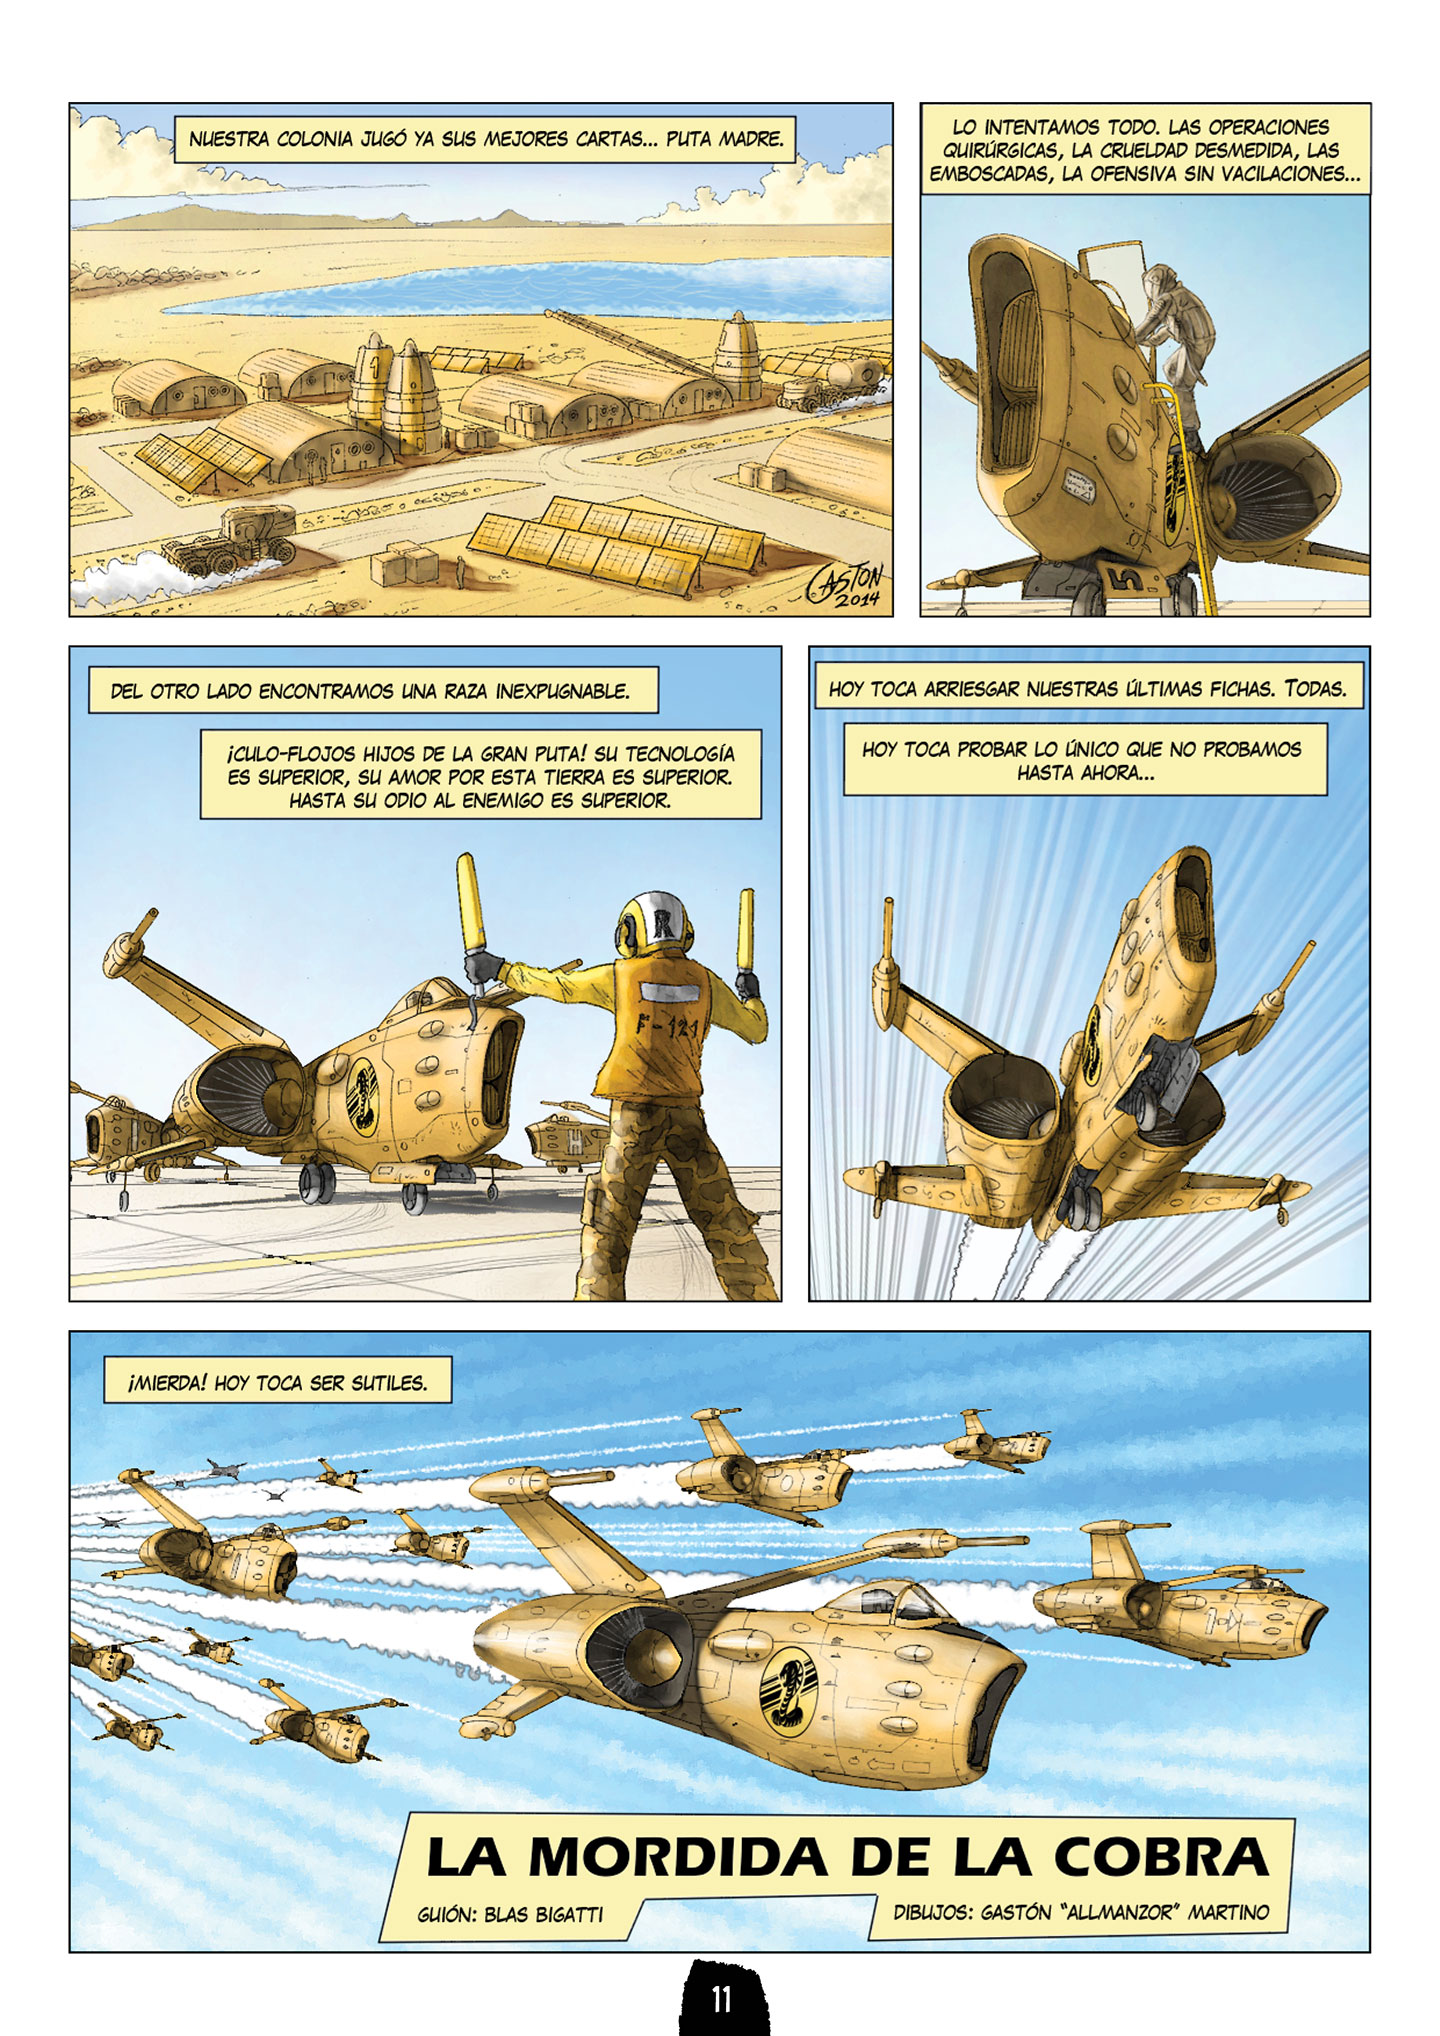 NUESTRA COLONIA JUGÓ YA SUS MEJORES CARTAS... PUTA MADRE.
GASTON
2014
LO INTENTAMOS TODO. LAS OPERACIONES
QUIRÚRGICAS, LA CRUELDAD DESMEDIDA, LAS
EMBOSCADAS, LA OFENSIVA SIN VACILACIONES...
5
DEL OTRO LADO ENCONTRAMOS UNA RAZA INEXPUGNABLE.
¡CULO-FLOJOS HIJOS DE LA GRAN PUTA! SU TECNOLOGÍA
ES SUPERIOR, SU AMOR POR ESTA TIERRA ES SUPERIOR.
HASTA SU ODIO AL ENEMIGO ES SUPERIOR.
R
F-121
H
HOY TOCA ARRIESGAR NUESTRAS ÚLTIMAS FICHAS. TODAS.
HOY TOCA PROBAR LO ÚNICO QUE NO PROBAMOS
HASTA AHORA...
¡MIERDA! HOY TOCA SER SUTILES.
LA MORDIDA DE LA COBRA
GUIÓN: BLAS BIGATTI
DIBUJOS: GASTÓN "ALLMANZOR" MARTINO
11